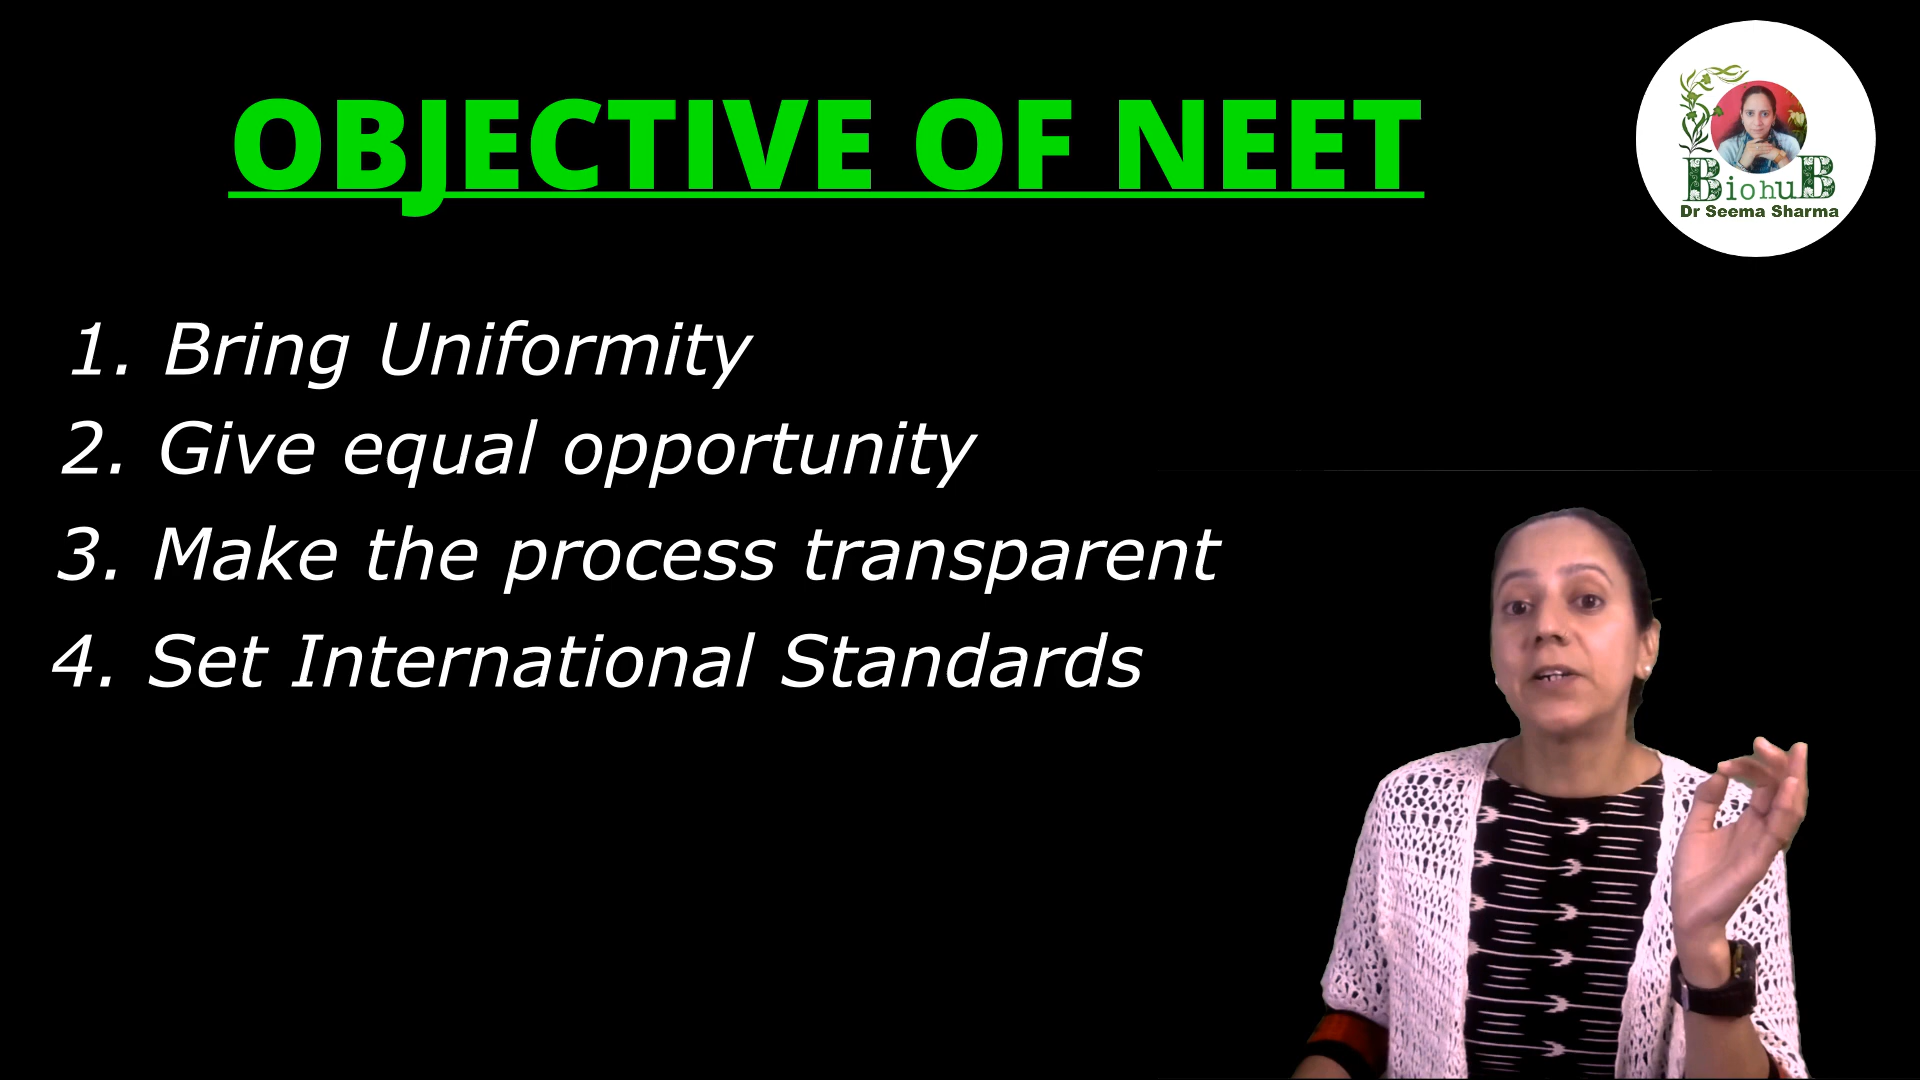 OBJECTIVE OF NEET
BiohuB
Dr Seema Sharma
1. Bring Uniformity
2. Give equal opportunity
3. Make the process transparent
4. Set International Standards